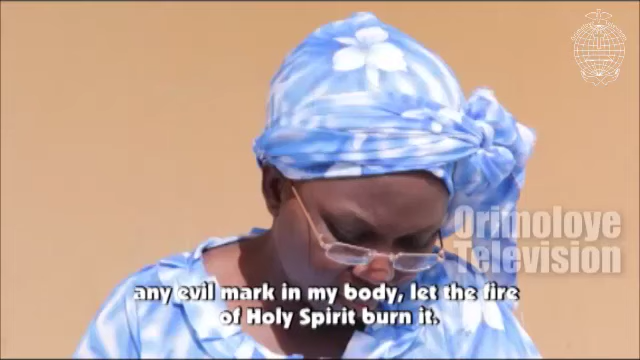 Orimoloye
Television
any evil mark in my body, let the fire
of Holy Spirit burn it.